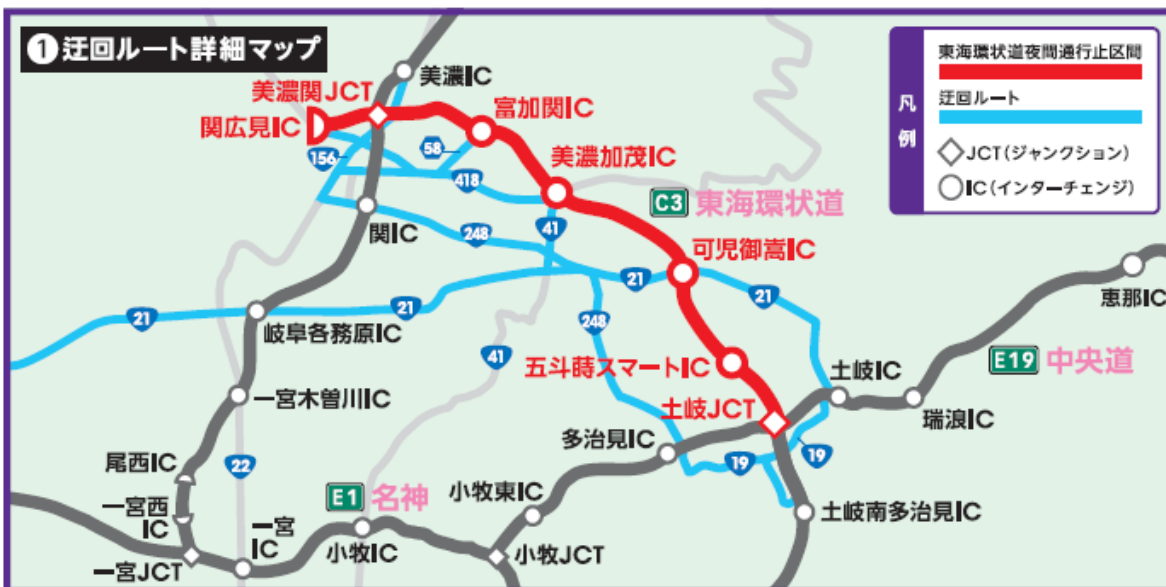 ❶迂回ルート詳細マップ
東海環状道夜間通行止区間
迂回ルート
凡例
JCT(ジャンクション)
IC(インターチェンジ)
美濃IC
美濃関JCT
富加関IC
関広見IC
156
58
美濃加茂IC
418
C3 東海環状道
関IC
248
41
可児御嵩IC
21
21
恵那IC
21
21
岐阜各務原IC
248
41
五斗蒔スマートIC
土岐IC
E19 中央道
一宮木曽川IC
土岐JCT
瑞浪IC
多治見IC
尾西IC
22
19
19
E1 名神
小牧東IC
一宮西
IC
一宮
IC
小牧IC
土岐南多治見IC
一宮JCT
小牧JCT